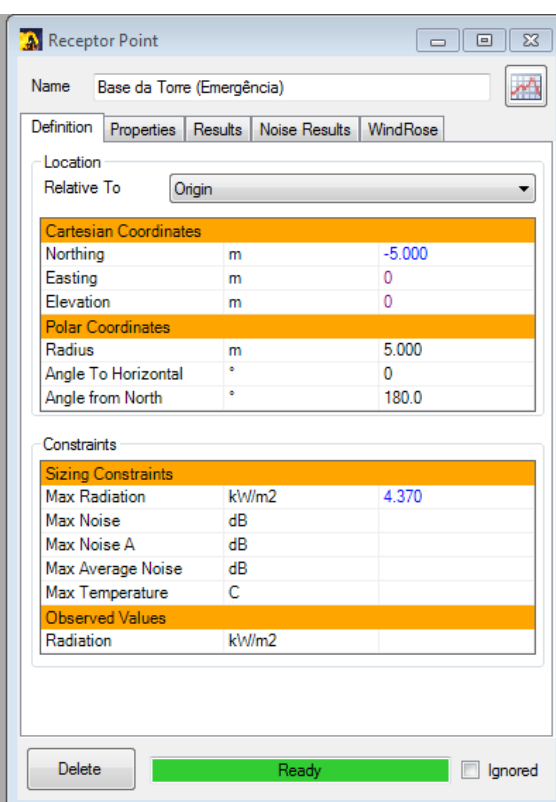 Receptor Point
Name Base da Torre (Emergência)
Definition Properties Results Noise Results WindRose
Location
Relative To Origin
Cartesian Coordinates
Northing m -5.000
Easting m 0
Elevation m 0
Polar Coordinates
Radius m 5.000
Angle To Horizontal ° 0
Angle from North ° 180.0
Constraints
Sizing Constraints
Max Radiation kW/m2 4.370
Max Noise dB
Max Noise A dB
Max Average Noise dB
Max Temperature C
Observed Values
Radiation kW/m2
Delete Ready Ignored